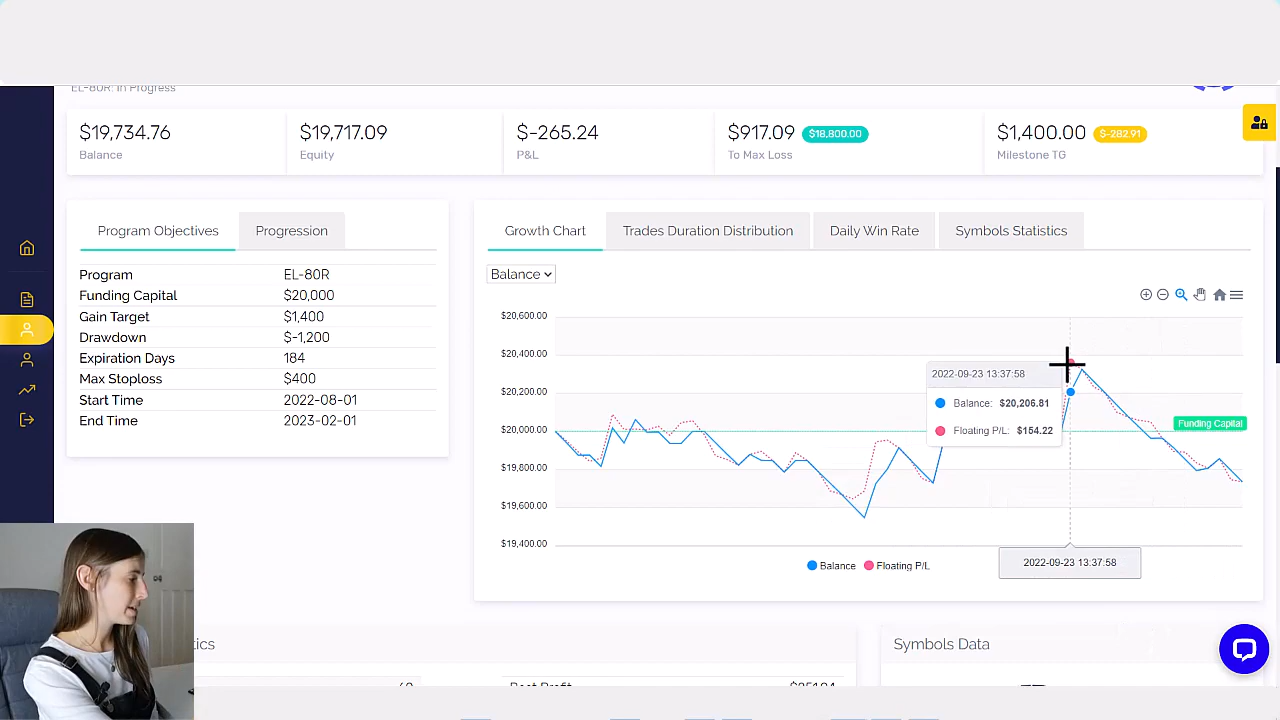 EL-80R: In Progress
$19,734.76
Balance
$19,717.09
Equity
$-265.24
P&L
$917.09 $18,800.00
To Max Loss
$1,400.00 $-282.91
Milestone TG
Program Objectives
Progression
Program EL-80R
Funding Capital $20,000
Gain Target $1,400
Drawdown $-1,200
Expiration Days 184
Max Stoploss $400
Start Time 2022-08-01
End Time 2023-02-01
Growth Chart
Trades Duration Distribution
Daily Win Rate
Symbols Statistics
Balance
$20,600.00
$20,400.00
$20,200.00
$20,000.00
$19,800.00
$19,600.00
$19,400.00
2022-09-23 13:37:58
Balance: $20,206.81
Floating P/L: $154.22
Funding Capital
2022-09-23 13:37:58
Balance
Floating P/L
tics
Symbols Data
Best Profit